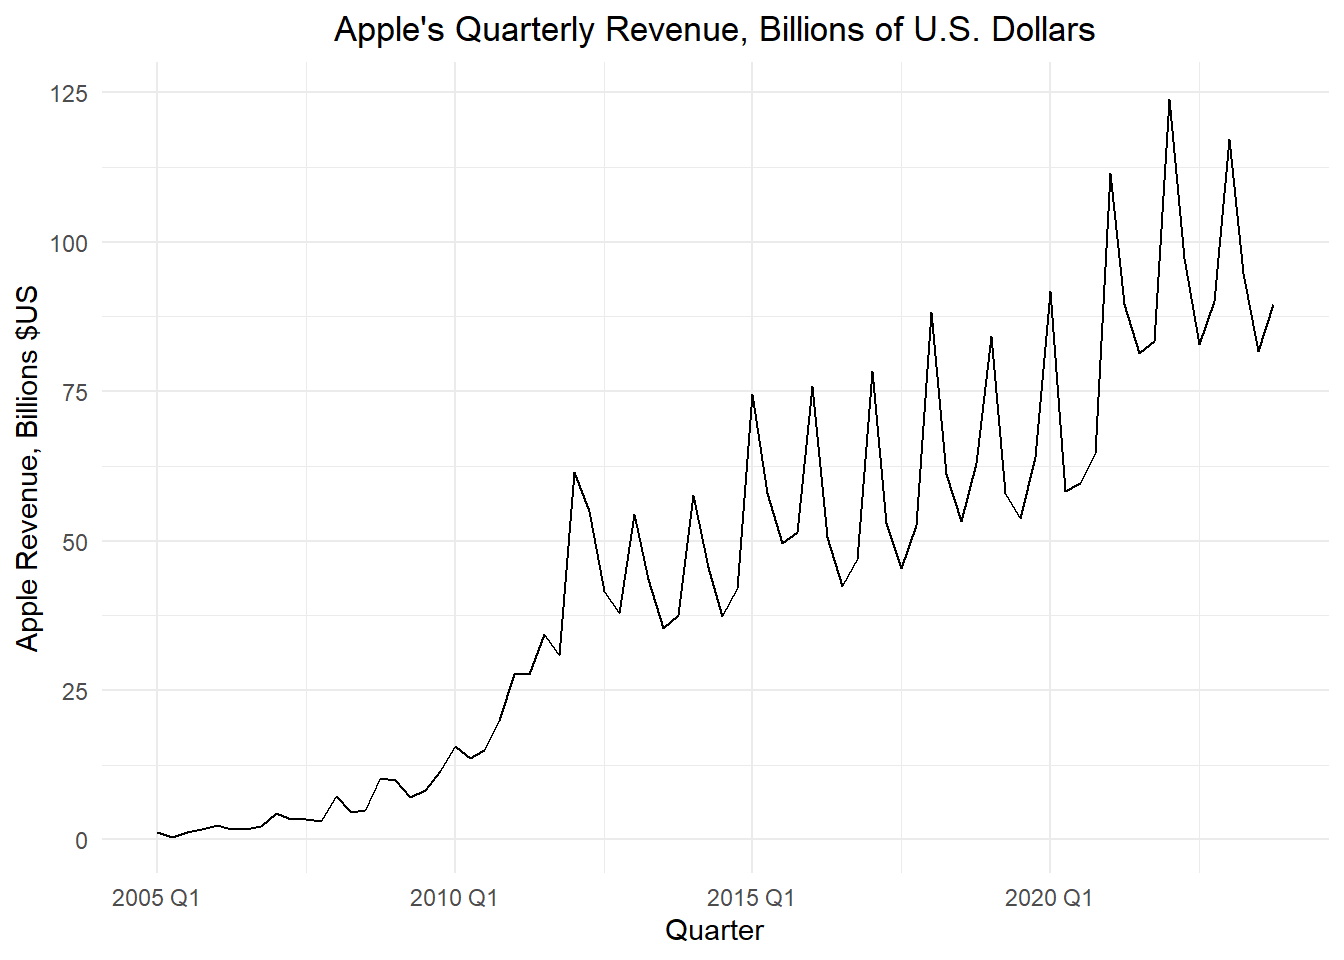 Apple's Quarterly Revenue, Billions of U.S. Dollars
Apple Revenue, Billions $US
125
100
75
50
25
0
2005 Q1 2010 Q1 2015 Q1 2020 Q1
Quarter